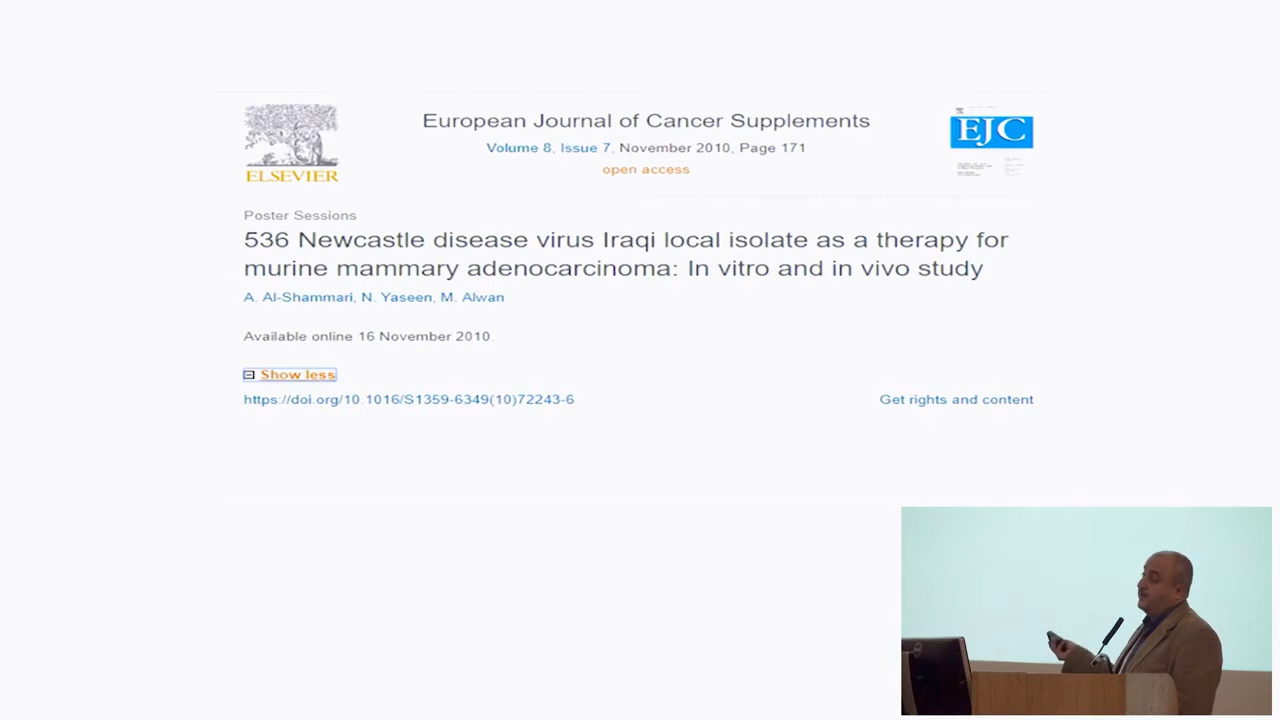 European Journal of Cancer Supplements
Volume 8, Issue 7, November 2010, Page 171
open access
ELSEVIER
EJC
Poster Sessions
536 Newcastle disease virus Iraqi local isolate as a therapy for
murine mammary adenocarcinoma: In vitro and in vivo study
A. Al-Shammari, N. Yaseen, M. Alwan
Available online 16 November 2010.
Show less
https://doi.org/10.1016/S1359-6349(10)72243-6
Get rights and content